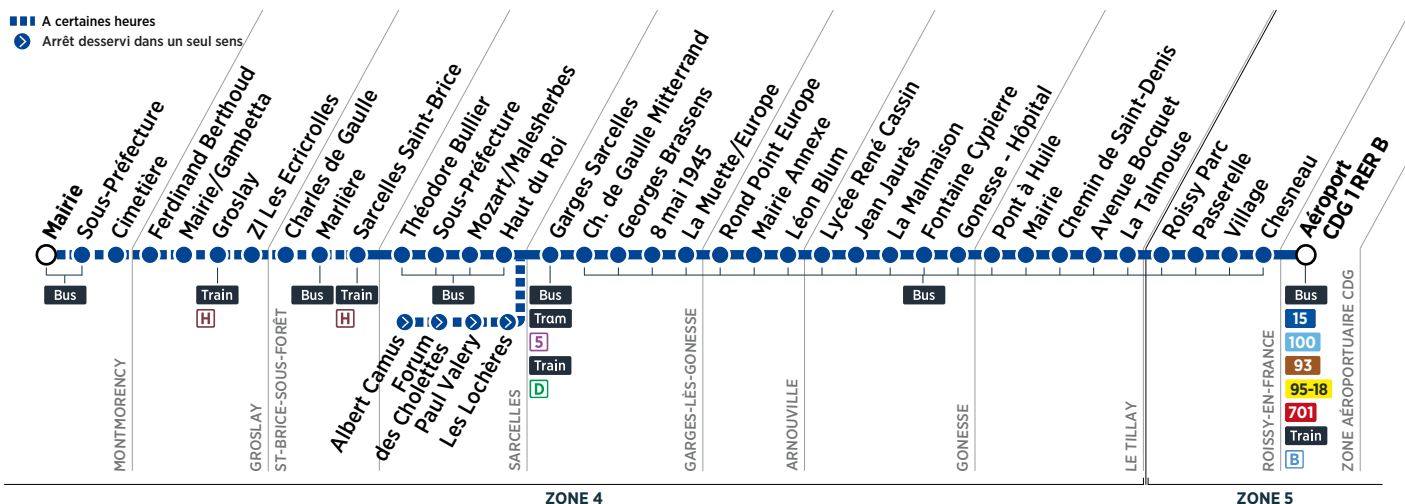 A certaines heures
Arrêt desservi dans un seul sens
Mairie
Sous-Préfecture
Cimetière
Ferdinand Berthoud
Mairie/Gambetta
Groslay
ZI Les Ecricrolles
Charles de Gaulle
Marlière
Sarcelles Saint-Brice
Théodore Bullier
Sous-Préfecture
Mozart/Malesherbes
Haut du Roi
Garges Sarcelles
Ch. de Gaulle Mitterrand
Georges Brassens
8 mai 1945
La Muette/Europe
Rond Point Europe
Mairie Annexe
Léon Blum
Lycée René Cassin
Jean Jaurès
La Malmaison
Fontaine Cypierre
Gonesse - Hôpital
Pont à Huile
Mairie
Chemin de Saint-Denis
Avenue Bocquet
La Talmouse
Roissy Parc
Passerelle
Village
Chesneau
Aéroport
CDG 1 RER B
Bus
Train
H
Bus
Train
H
Bus
Bus
Tram
5
Train
D
Bus
Bus
15
100
93
95-18
701
Train
B
Albert Camus
Forum
des Cholettes
Paul Valery
Les Lochères
MONTMORENCY
GROSLAY
ST-BRICE-SOUS-FORÊT
SARCELLES
GARGES-LÈS-GONESSE
ARNOUVILLE
GONESSE
LE TILLAY
ROISSY-EN-FRANCE
ZONE AÉROPORTUAIRE CDG
ZONE 4
ZONE 5